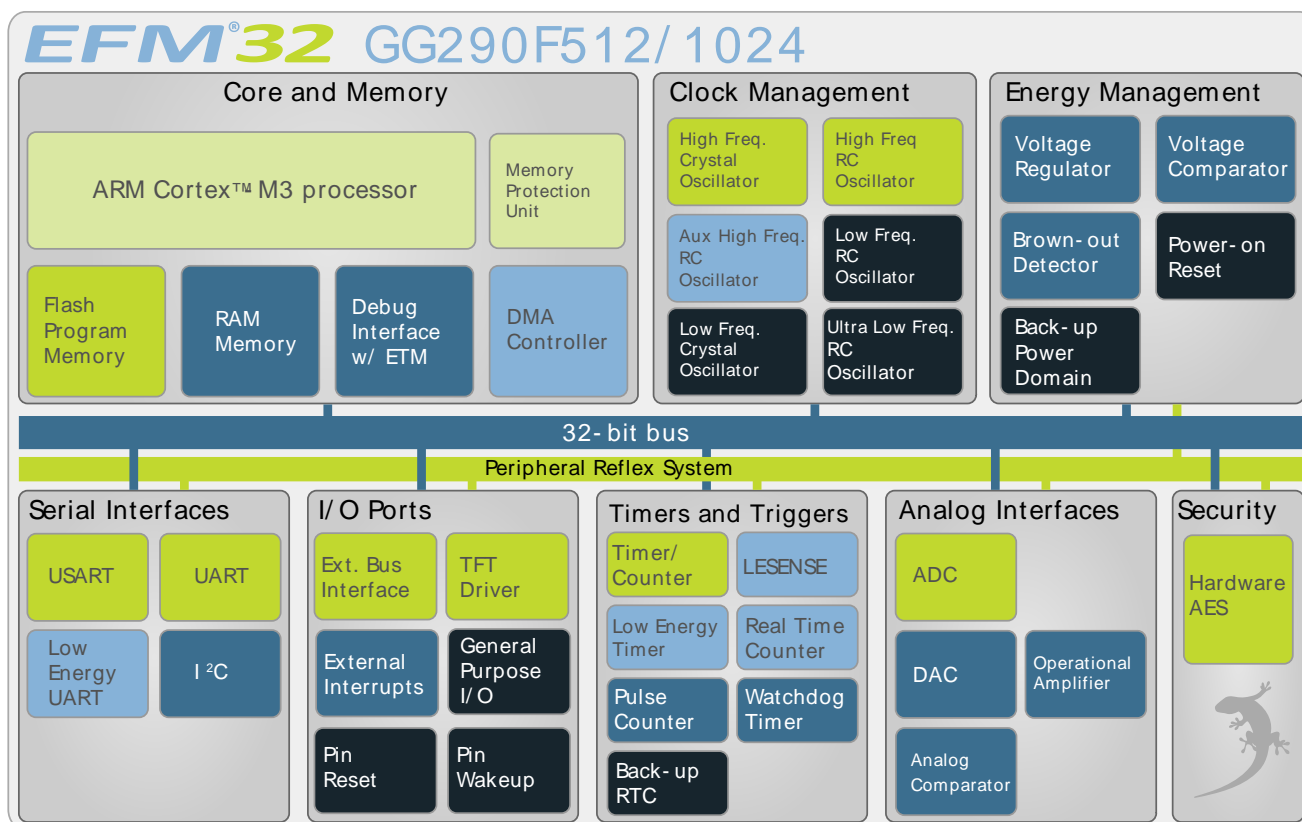 EFM®32 GG290F512/1024
Core and Memory
ARM Cortex™ M3 processor
Memory
Protection
Unit
Flash
Program
Memory
RAM
Memory
Debug
Interface
w/ ETM
DMA
Controller
Clock Management
High Freq.
Crystal
Oscillator
High Freq
RC
Oscillator
Aux High Freq.
RC
Oscillator
Low Freq.
RC
Oscillator
Low Freq.
Crystal
Oscillator
Ultra Low Freq.
RC
Oscillator
Energy Management
Voltage
Regulator
Voltage
Comparator
Brown-out
Detector
Power-on
Reset
Back-up
Power
Domain
32-bit bus
Peripheral Reflex System
Serial Interfaces
USART
UART
Low
Energy
UART
I²C
I/O Ports
Ext. Bus
Interface
TFT
Driver
External
Interrupts
General
Purpose
I/O
Pin
Reset
Pin
Wakeup
Timers and Triggers
Timer/
Counter
LESENSE
Low Energy
Timer
Real Time
Counter
Pulse
Counter
Watchdog
Timer
Back-up
RTC
Analog Interfaces
ADC
DAC
Operational
Amplifier
Analog
Comparator
Security
Hardware
AES